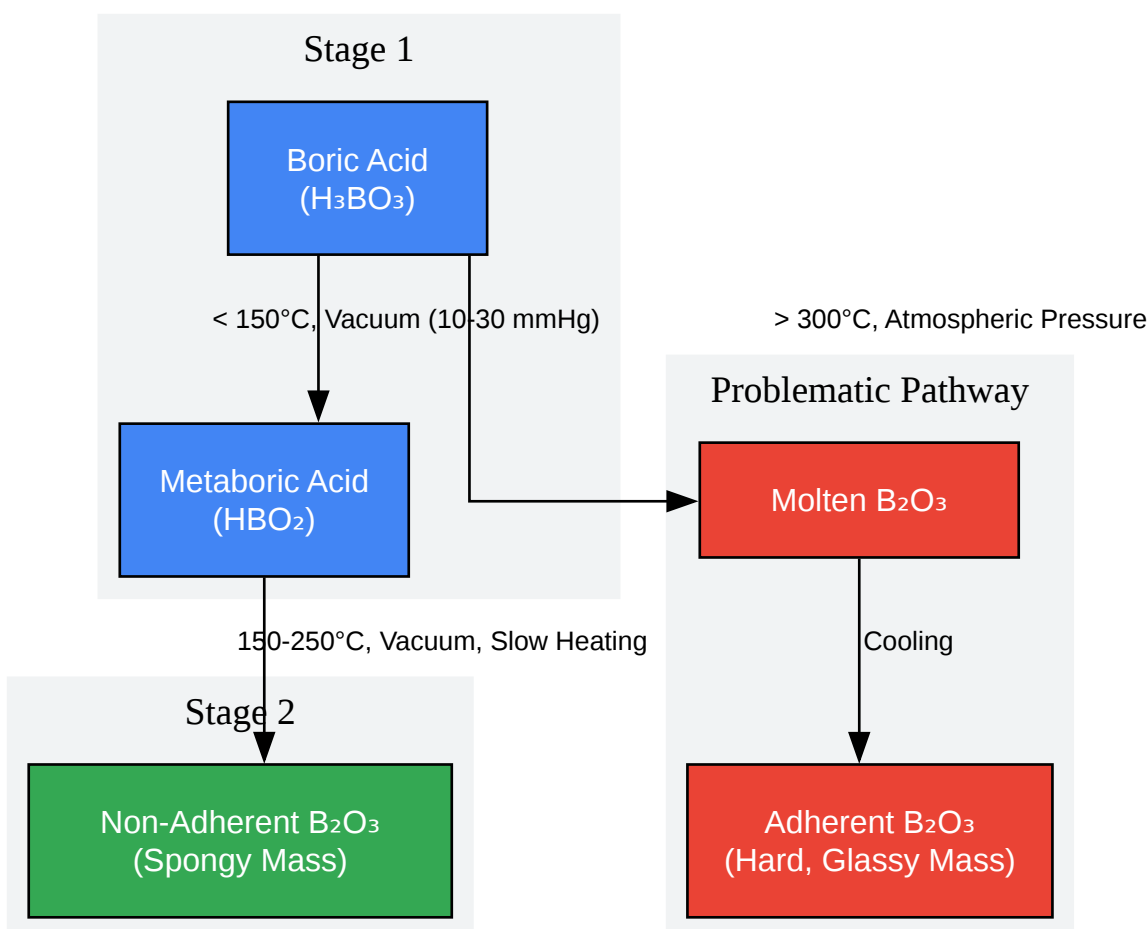 Stage 1
Boric Acid
(H₃BO₃)
< 150°C, Vacuum (10-30 mmHg)
> 300°C, Atmospheric Pressure
Problematic Pathway
Metaboric Acid
(HBO₂)
Molten B₂O₃
150-250°C, Vacuum, Slow Heating
Cooling
Stage 2
Non-Adherent B₂O₃
(Spongy Mass)
Adherent B₂O₃
(Hard, Glassy Mass)